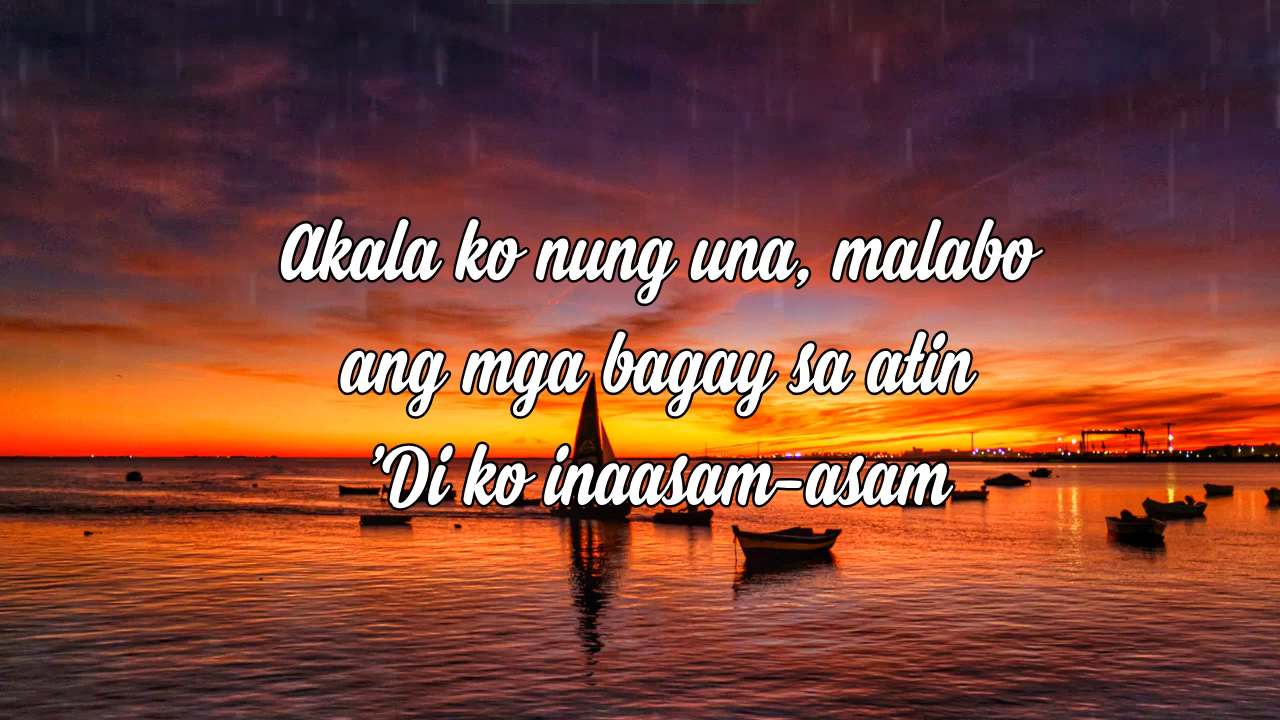 Akala ko nung una, malabo
ang mga bagay sa atin
'Di ko inaasam-asam